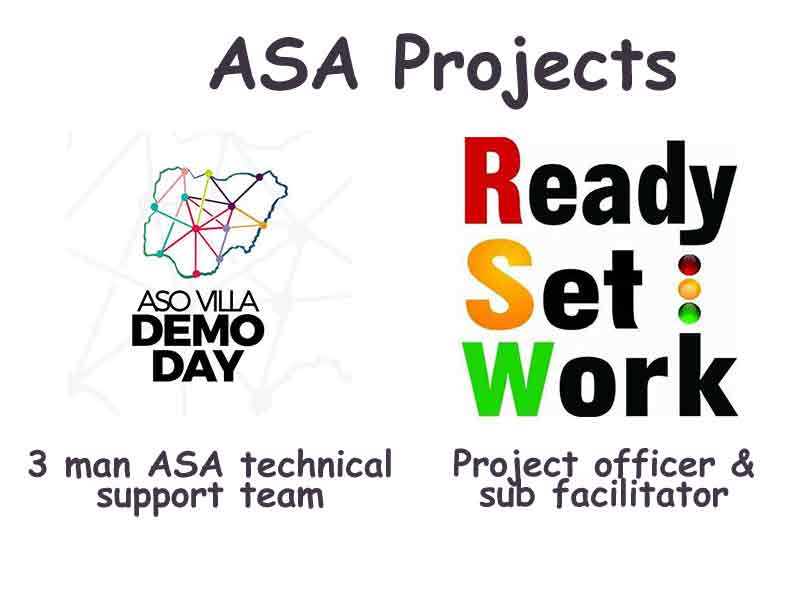 ASA Projects
ASO VILLA
DEMO
DAY
Ready
Set
Work
3 man ASA technical
support team
Project officer &
sub facilitator